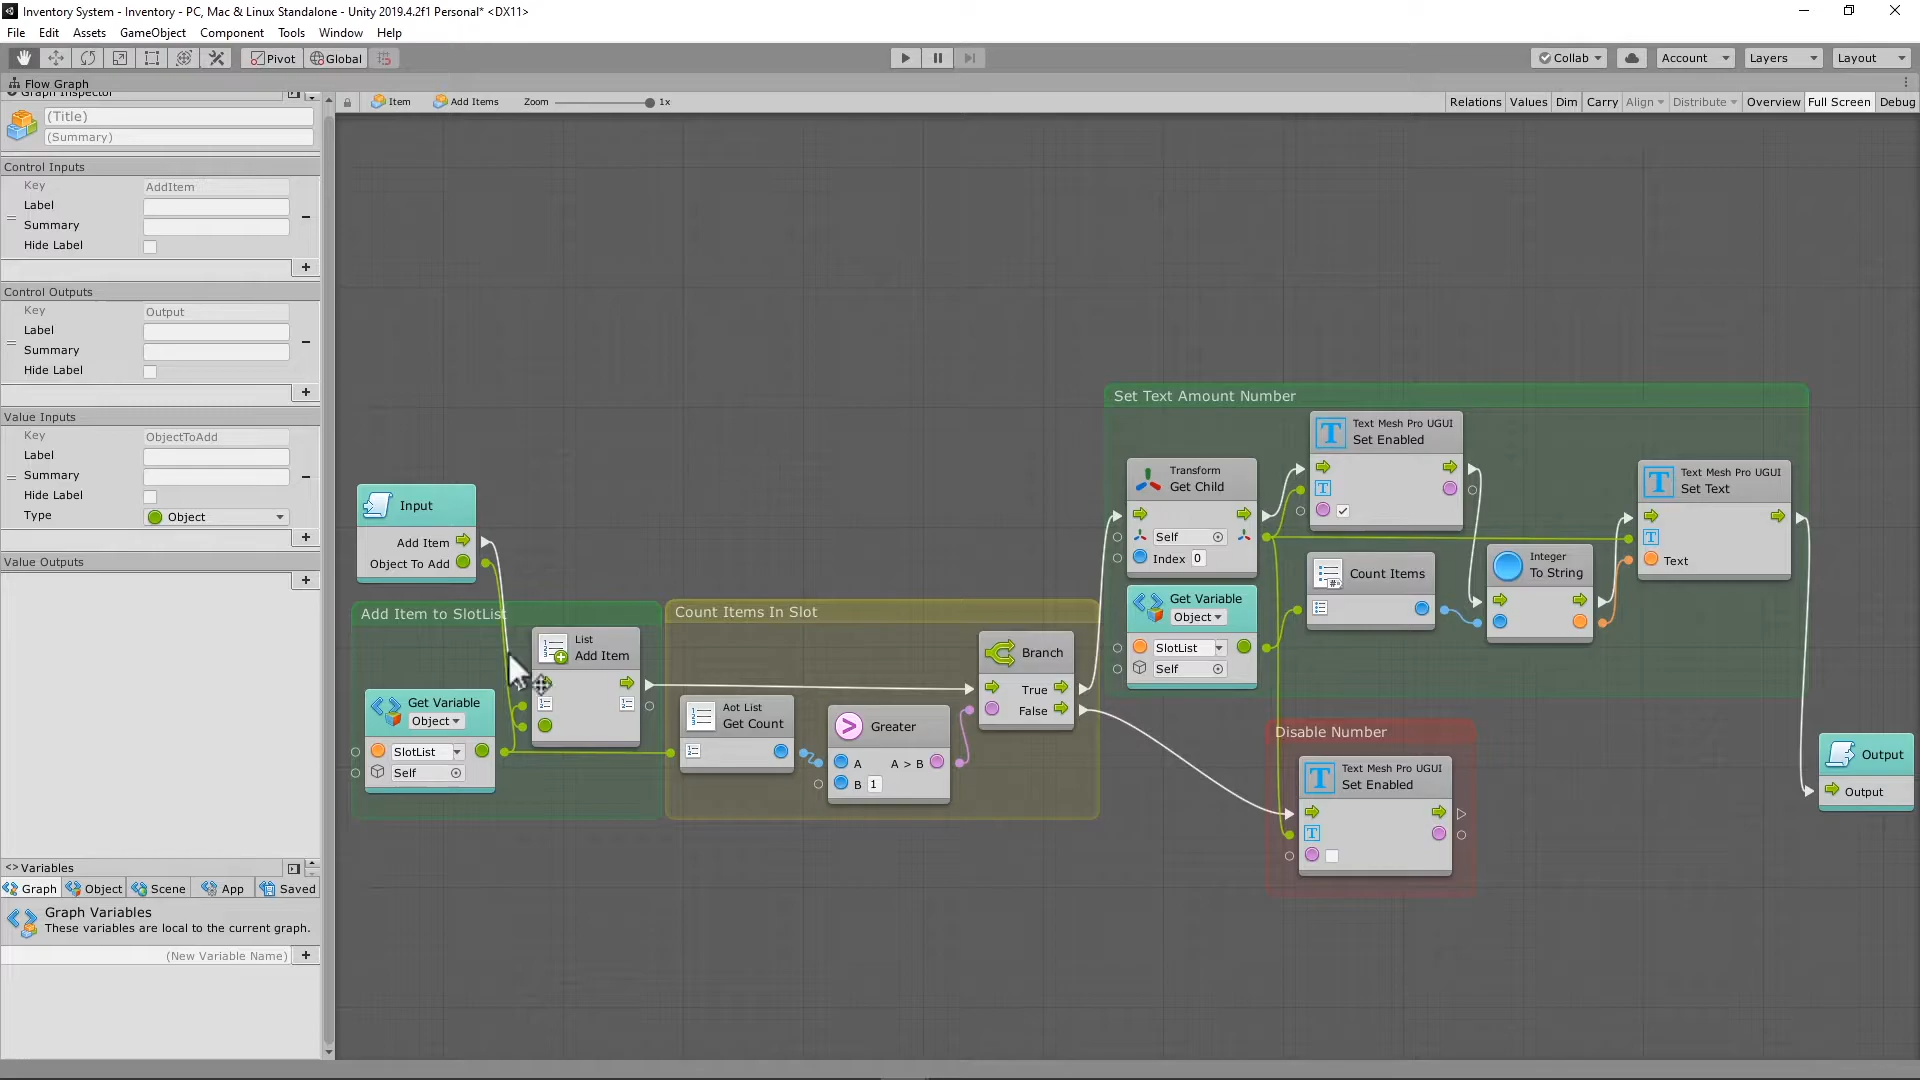 Inventory System - Inventory - PC, Mac & Linux Standalone - Unity 2019.4.2f1 Personal* <DX11>
File Edit Assets GameObject Component Tools Window Help
Pivot Global Collab Account Layers Layout
Flow Graph
Graph Inspector
Item Add Items Zoom 1x Relations Values Dim Carry Align Distribute Overview Full Screen Debug
(Title)
(Summary)
Control Inputs
Key AddItem
Label
Summary
Hide Label
Control Outputs
Key Output
Label
Summary
Hide Label
Value Inputs
Key ObjectToAdd
Label
Summary
Hide Label
Type Object
Value Outputs
<> Variables
Graph Object Scene App Saved
Graph Variables
These variables are local to the current graph.
(New Variable Name)
Input
Add Item
Object To Add
Add Item to SlotList
List
Add Item
Get Variable
Object
SlotList
Self
Count Items In Slot
Aot List
Get Count
Greater
A A > B
B 1
Branch
True
False
Set Text Amount Number
Transform
Get Child
Self
Index 0
Get Variable
Object
SlotList
Self
Text Mesh Pro UGUI
Set Enabled
Count Items
Integer
To String
Text Mesh Pro UGUI
Set Text
Text
Disable Number
Text Mesh Pro UGUI
Set Enabled
Output
Output